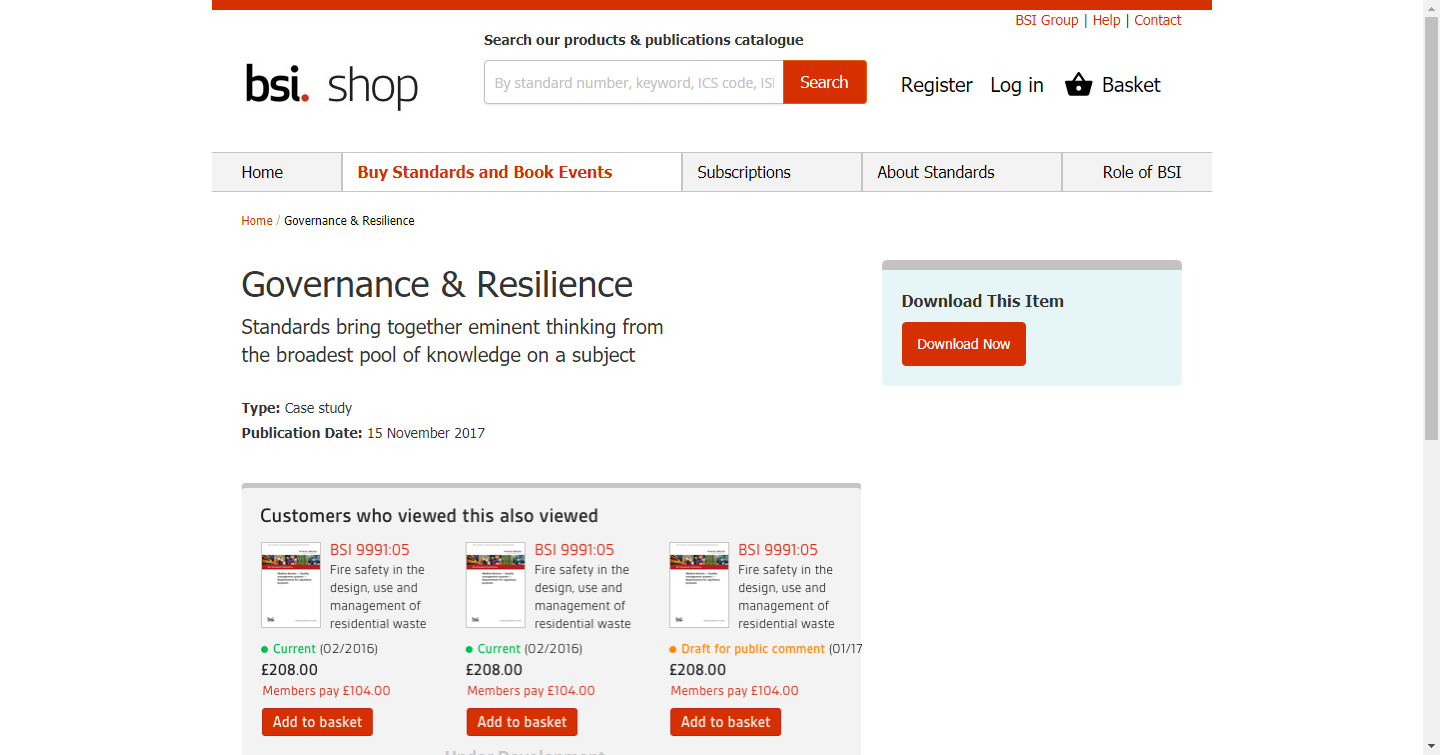 BSI Group | Help | Contact
Search our products & publications catalogue
bsi. shop
By standard number, keyword, ICS code, ISI
Search
Register Log in Basket
Home
Buy Standards and Book Events
Subscriptions
About Standards
Role of BSI
Home / Governance & Resilience
Governance & Resilience
Standards bring together eminent thinking from
the broadest pool of knowledge on a subject
Type: Case study
Publication Date: 15 November 2017
Download This Item
Download Now
Customers who viewed this also viewed
BSI 9991:05
Fire safety in the
design, use and
management of
residential waste
Current (02/2016)
£208.00
Members pay £104.00
Add to basket
BSI 9991:05
Fire safety in the
design, use and
management of
residential waste
Current (02/2016)
£208.00
Members pay £104.00
Add to basket
BSI 9991:05
Fire safety in the
design, use and
management of
residential waste
Draft for public comment (01/17
£208.00
Members pay £104.00
Add to basket
Under Development